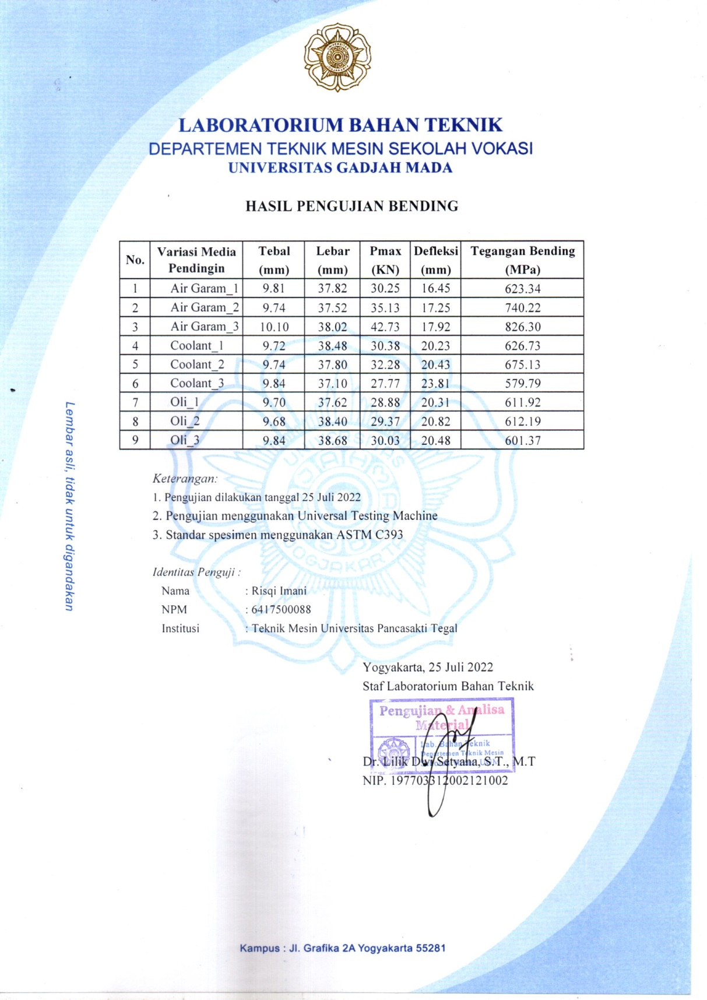 LABORATORIUM BAHAN TEKNIK
DEPARTEMEN TEKNIK MESIN SEKOLAH VOKASI
UNIVERSITAS GADJAH MADA
HASIL PENGUJIAN BENDING
No. Variasi Media Pendingin Tebal (mm) Lebar (mm) Pmax (KN) Defleksi (mm) Tegangan Bending (MPa)
1 Air Garam_1 9.81 37.82 30.25 16.45 623.34
2 Air Garam_2 9.74 37.52 35.13 17.25 740.22
3 Air Garam_3 10.10 38.02 42.73 17.92 826.30
4 Coolant_1 9.72 38.48 30.38 20.23 626.73
5 Coolant_2 9.74 37.80 32.28 20.43 675.13
6 Coolant_3 9.84 37.10 27.77 23.81 579.79
7 Oli_1 9.70 37.62 28.88 20.31 611.92
8 Oli_2 9.68 38.40 29.37 20.82 612.19
9 Oli_3 9.84 38.68 30.03 20.48 601.37
Lembar asli, tidak untuk digandakan
Keterangan:
1. Pengujian dilakukan tanggal 25 Juli 2022
2. Pengujian menggunakan Universal Testing Machine
3. Standar spesimen menggunakan ASTM C393
Identitas Penguji :
Nama : Risqi Imani
NPM : 6417500088
Institusi : Teknik Mesin Universitas Pancasakti Tegal
Yogyakarta, 25 Juli 2022
Staf Laboratorium Bahan Teknik
Pengujian & Analisa
Material
Lab. Bahan Teknik
Departemen Teknik Mesin
Dr. Lilik Dwi Setyana, S.T., M.T
NIP. 197703312002121002
Kampus : Jl. Grafika 2A Yogyakarta 55281